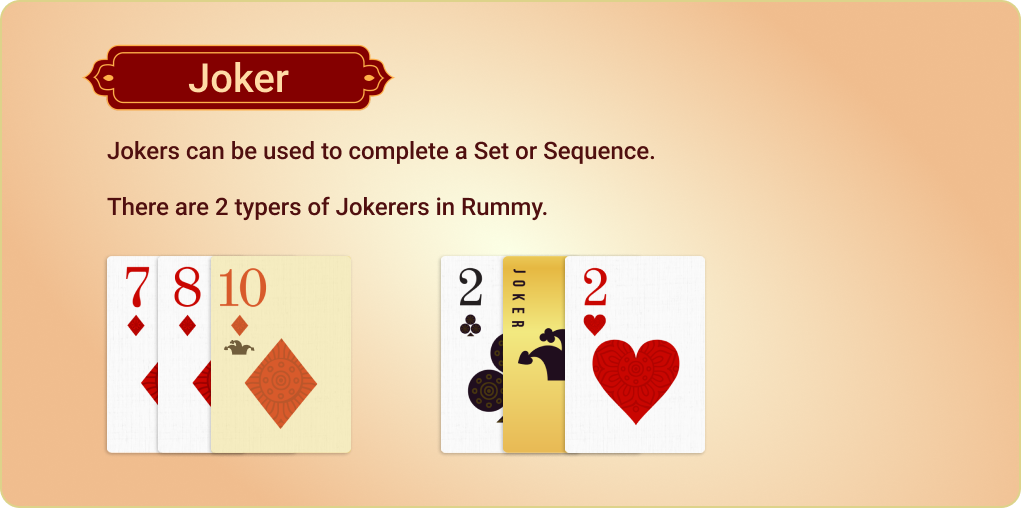 Joker
Jokers can be used to complete a Set or Sequence.
There are 2 typers of Jokerers in Rummy.
7 8 10 2 JOKER 2